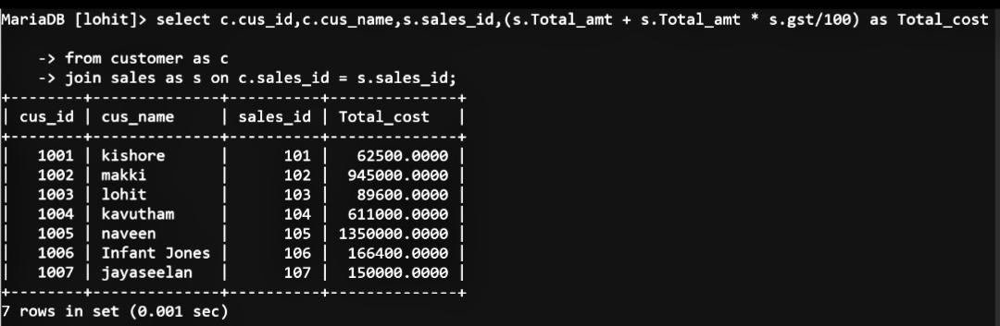 MariaDB [lohit]> select c.cus_id,c.cus_name,s.sales_id,(s.Total_amt + s.Total_amt * s.gst/100) as Total_cost
    -> from customer as c
    -> join sales as s on c.sales_id = s.sales_id;
+--------+--------------+----------+--------------+
| cus_id | cus_name     | sales_id | Total_cost   |
+--------+--------------+----------+--------------+
|   1001 | kishore      |      101 |   62500.0000 |
|   1002 | makki        |      102 |  945000.0000 |
|   1003 | lohit        |      103 |   89600.0000 |
|   1004 | kavutham     |      104 |  611000.0000 |
|   1005 | naveen       |      105 | 1350000.0000 |
|   1006 | Infant Jones |      106 |  166400.0000 |
|   1007 | jayaseelan   |      107 |  150000.0000 |
+--------+--------------+----------+--------------+
7 rows in set (0.001 sec)